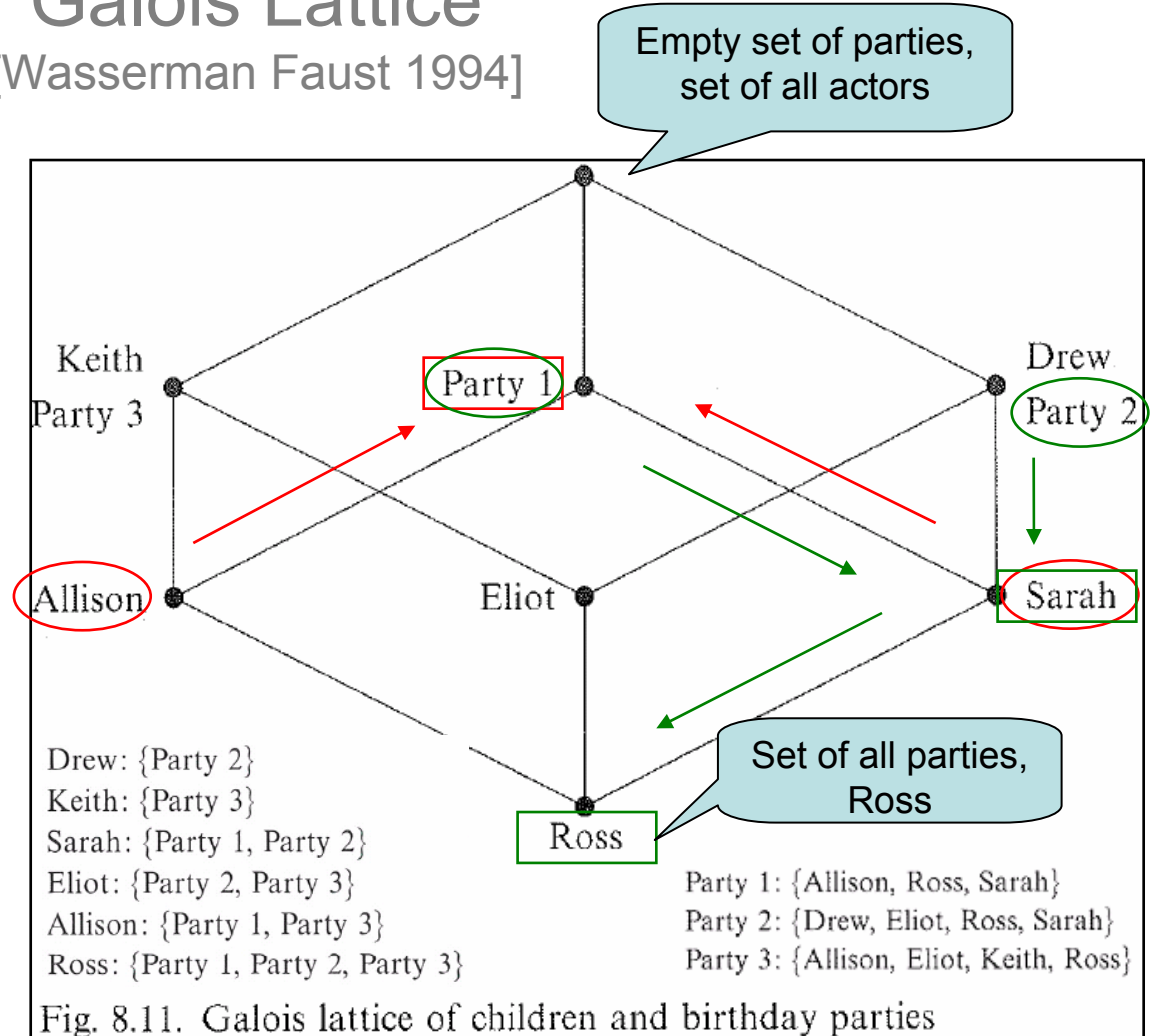 Galois Lattice
[Wasserman Faust 1994]
Empty set of parties,
set of all actors
Keith
Party 3
Party 1
Drew
Party 2
Allison
Eliot
Sarah
Set of all parties,
Ross
Ross
Drew: {Party 2}
Keith: {Party 3}
Sarah: {Party 1, Party 2}
Eliot: {Party 2, Party 3}
Allison: {Party 1, Party 3}
Ross: {Party 1, Party 2, Party 3}
Party 1: {Allison, Ross, Sarah}
Party 2: {Drew, Eliot, Ross, Sarah}
Party 3: {Allison, Eliot, Keith, Ross}
Fig. 8.11. Galois lattice of children and birthday parties